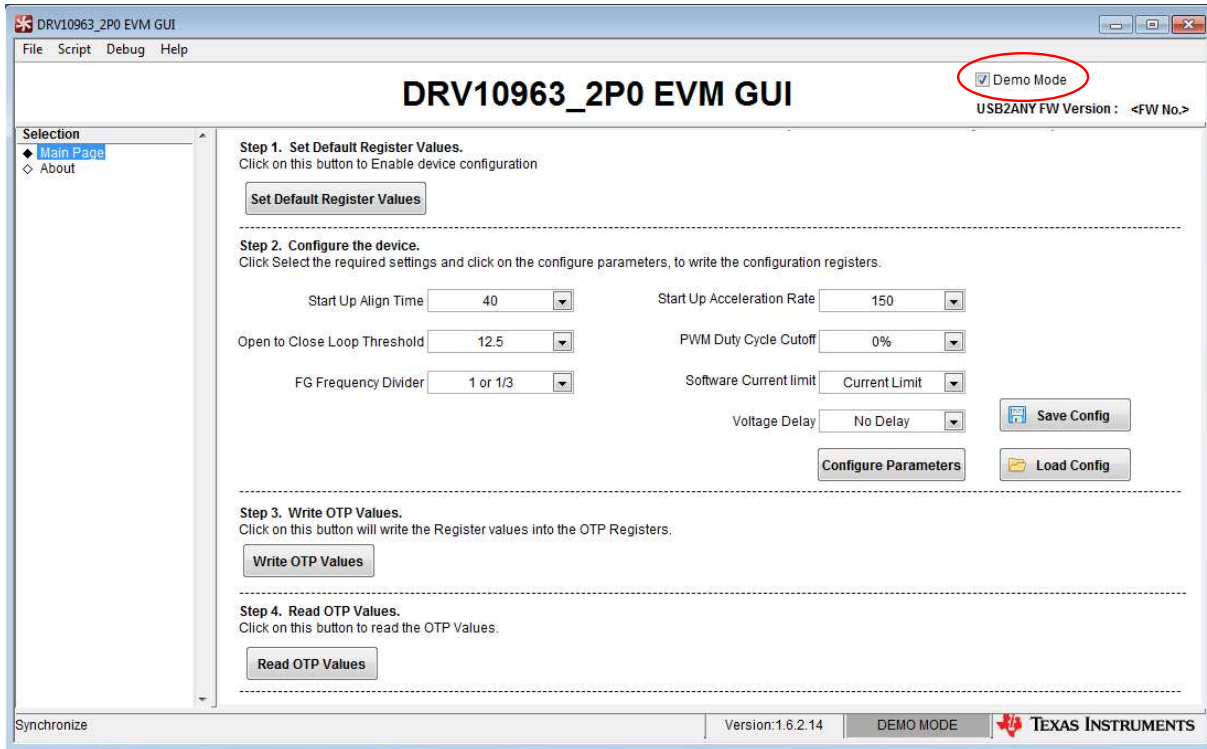 DRV10963_2P0 EVM GUI
File Script Debug Help
DRV10963_2P0 EVM GUI
Demo Mode
USB2ANY FW Version : <FW No.>
Selection
Main Page
About
Step 1. Set Default Register Values.
Click on this button to Enable device configuration
Set Default Register Values
Step 2. Configure the device.
Click Select the required settings and click on the configure parameters, to write the configuration registers.
Start Up Align Time 40 Start Up Acceleration Rate 150
Open to Close Loop Threshold 12.5 PWM Duty Cycle Cutoff 0%
FG Frequency Divider 1 or 1/3 Software Current limit Current Limit
Voltage Delay No Delay Save Config
Configure Parameters Load Config
Step 3. Write OTP Values.
Click on this button will write the Register values into the OTP Registers.
Write OTP Values
Step 4. Read OTP Values.
Click on this button to read the OTP Values.
Read OTP Values
Synchronize Version:1.6.2.14 DEMO MODE TEXAS INSTRUMENTS